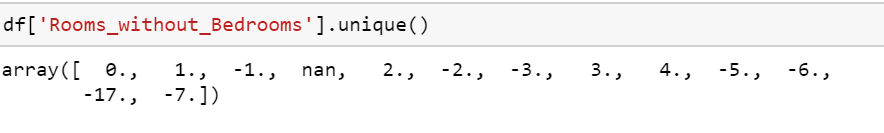 df['Rooms_without_Bedrooms'].unique()
array([  0.,   1.,  -1.,  nan,   2.,  -2.,  -3.,   3.,   4.,  -5.,  -6.,
       -17.,  -7.])